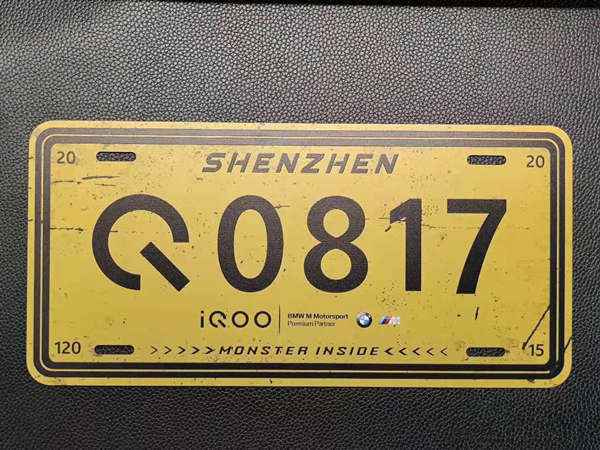 20 SHENZHEN 20
Q0817
iQOO BMW M Motorsport
Premium Partner
120 >>>>> MONSTER INSIDE <<<<< 15